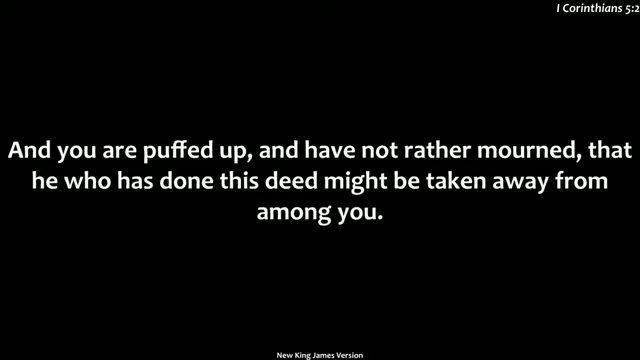 I Corinthians 5:2
And you are puffed up, and have not rather mourned, that
he who has done this deed might be taken away from
among you.
New King James Version